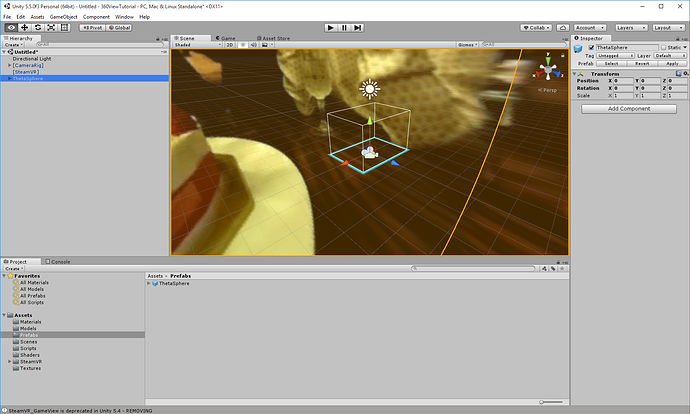 Unity 5.5.0f3 Personal (64bit) - Untitled - 360ViewTutorial - PC, Mac & Linux Standalone* <DX11>
File Edit Assets GameObject Component Window Help
Pivot Global Collab Account Layers Layout
Hierarchy
Create All
Untitled*
Directional Light
[CameraRig]
[SteamVR]
ThetaSphere
Scene Game Asset Store
Shaded 2D Gizmos All
y
x
z
Persp
Inspector
ThetaSphere Static
Tag Untagged Layer Default
Prefab Select Revert Apply
Transform
Position X 0 Y 0 Z 0
Rotation X 0 Y 0 Z 0
Scale X 1 Y 1 Z 1
Add Component
Project Console
Create
Favorites
All Materials
All Models
All Prefabs
All Scripts
Assets
Materials
Models
Prefabs
Scenes
Scripts
Shaders
SteamVR
Textures
Assets Prefabs
ThetaSphere
SteamVR_GameView is deprecated in Unity 5.4 - REMOVING